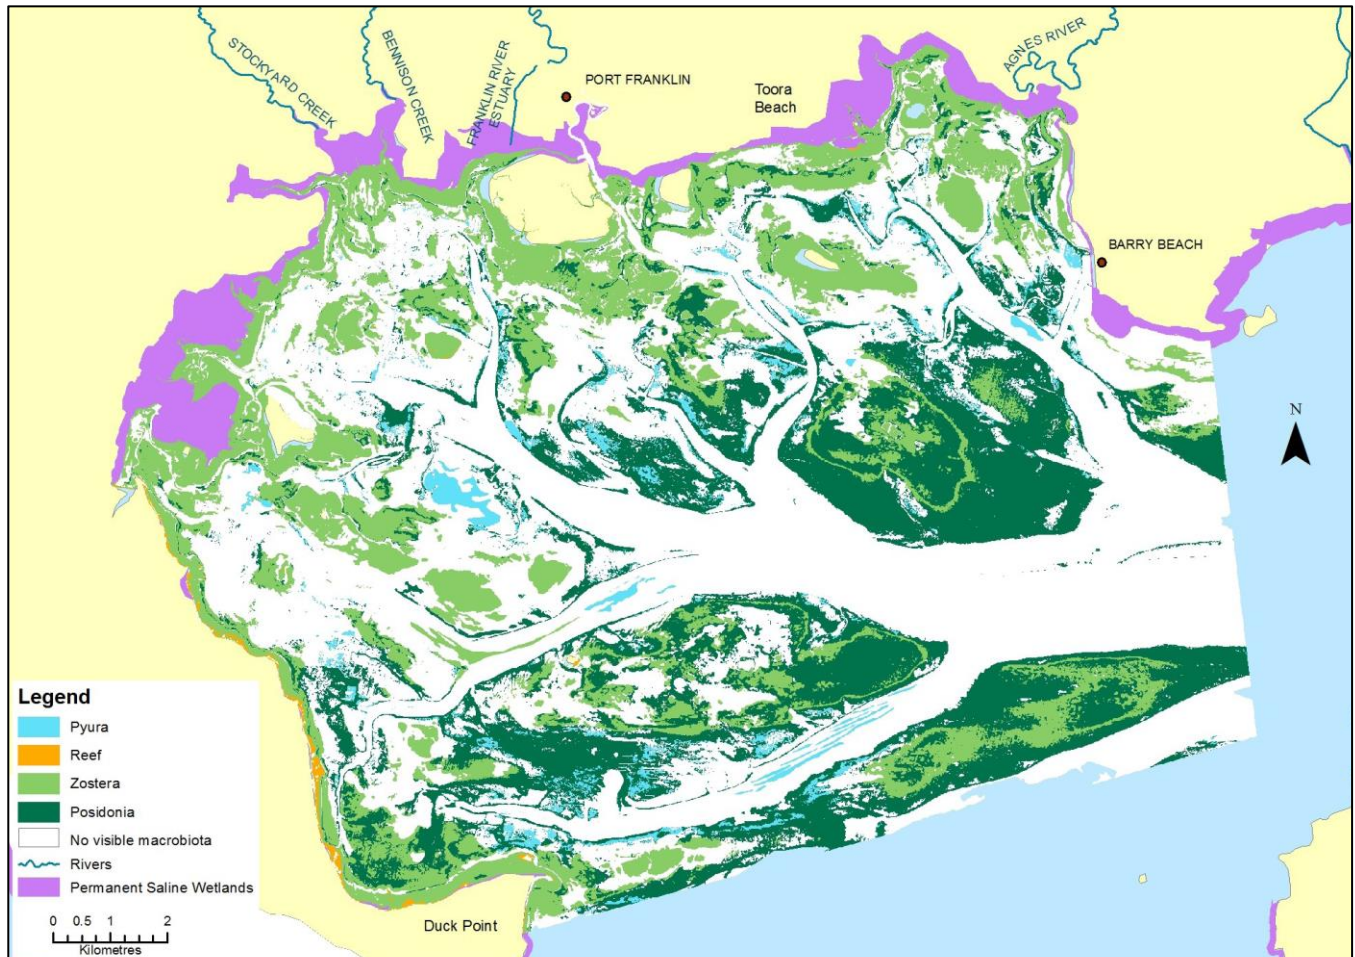 STOCKYARD CREEK
BENNISON CREEK
FRANKLIN RIVER
ESTUARY
PORT FRANKLIN
Toora
Beach
AGNES RIVER
BARRY BEACH
N
Legend
Pyura
Reef
Zostera
Posidonia
No visible macrobiota
Rivers
Permanent Saline Wetlands
0 0.5 1 2
Kilometres
Duck Point